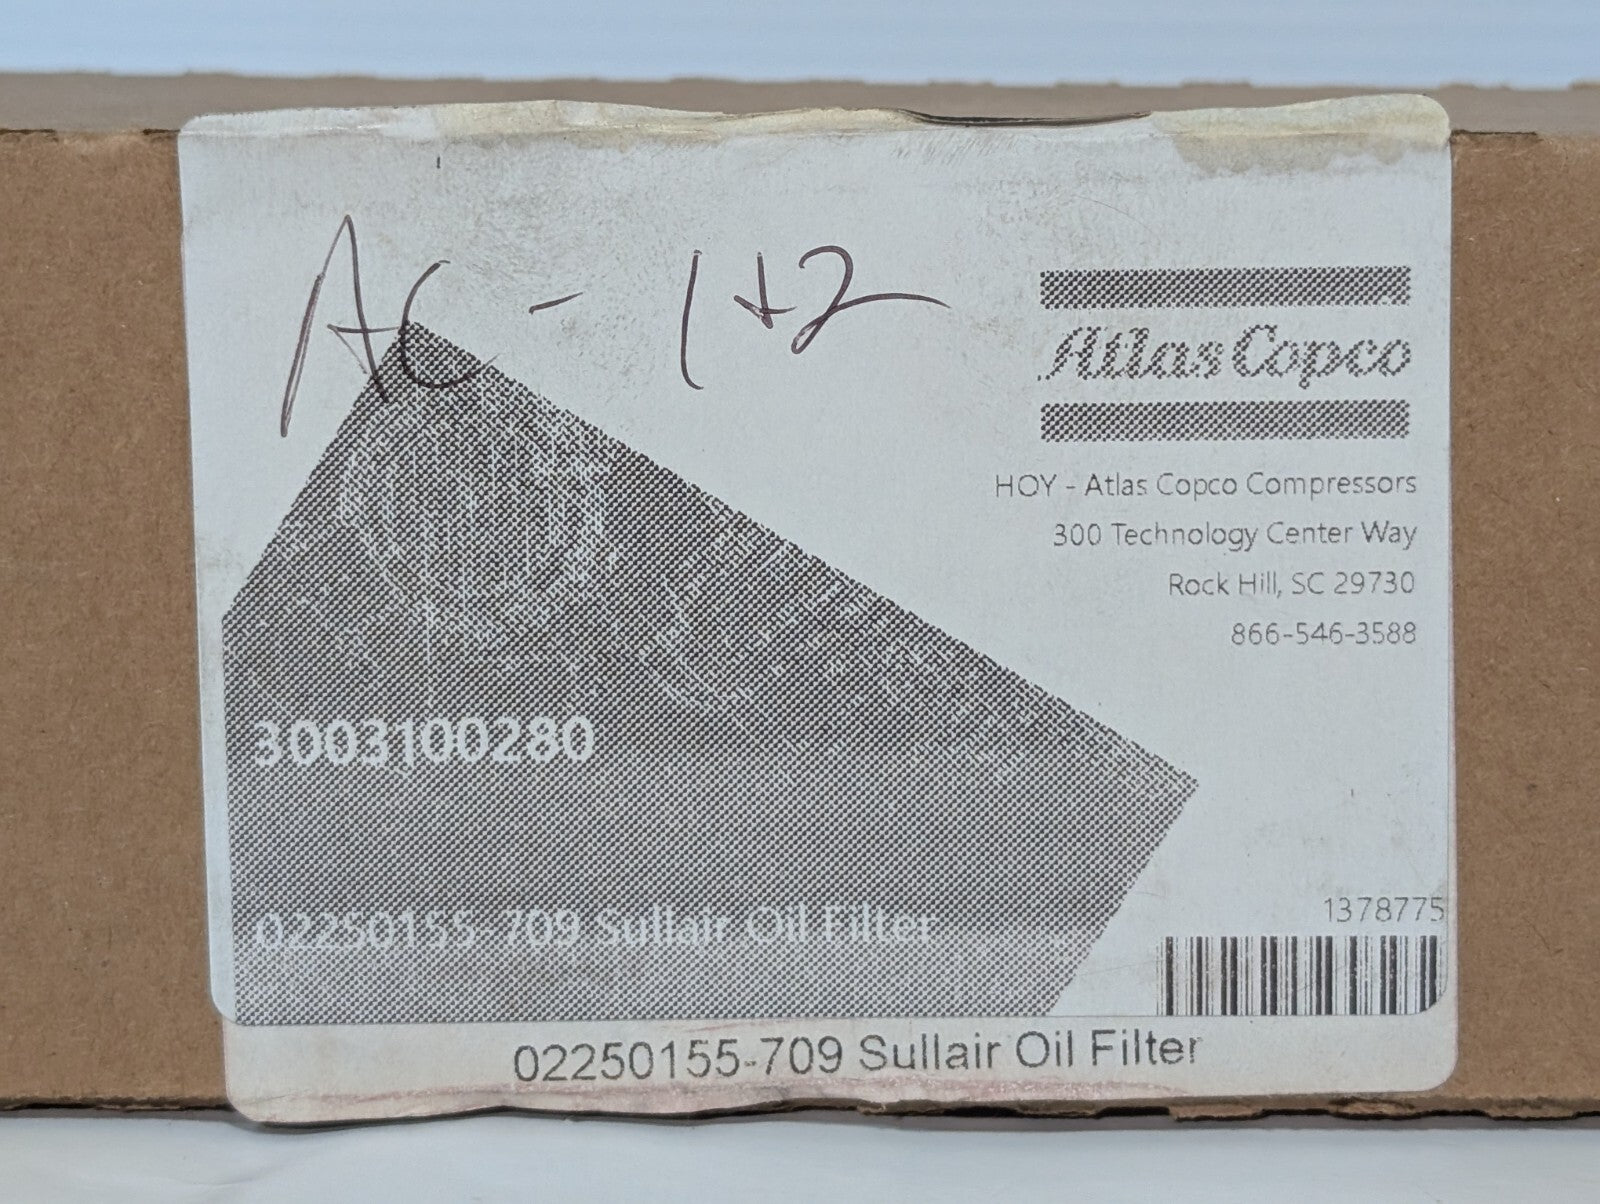 AC - 1+2
Atlas Copco
HOY - Atlas Copco Compressors
300 Technology Center Way
Rock Hill, SC 29730
866-546-3588
3003100280
1378775
02250155-709 Sullair Oil Filter
02250155-709 Sullair Oil Filter